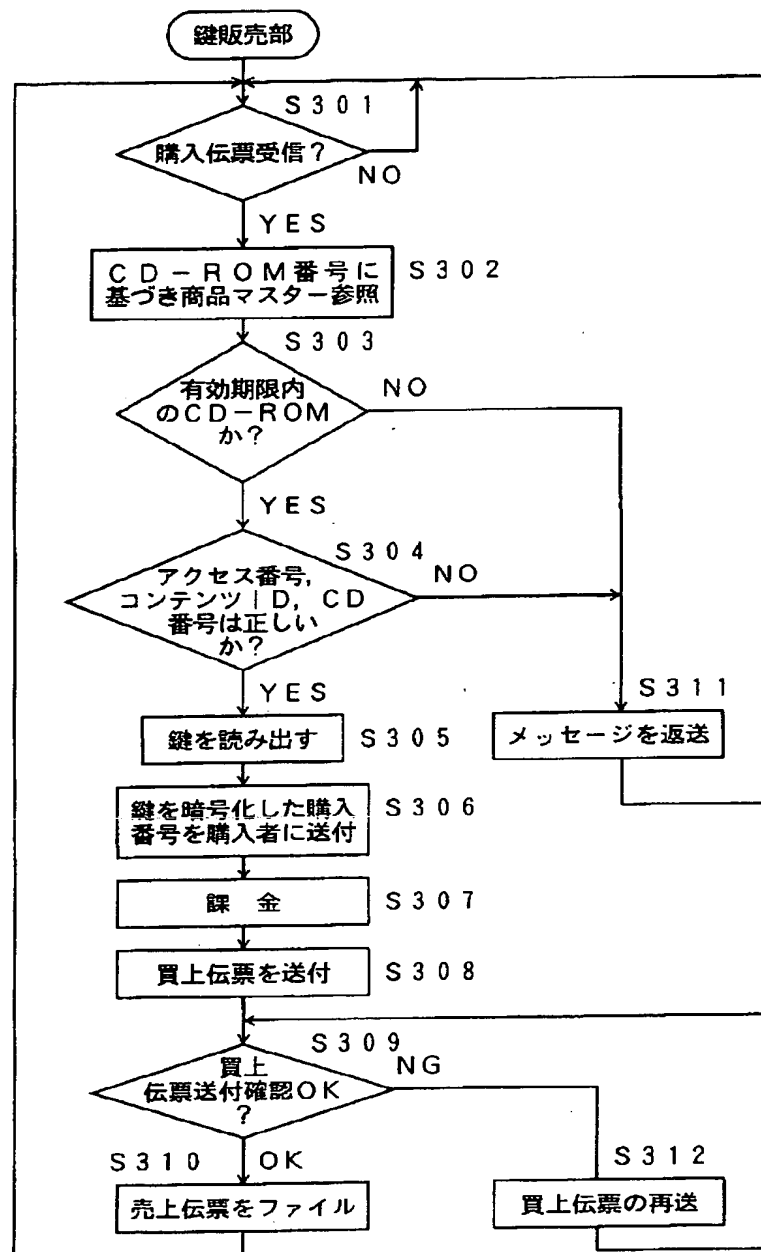 鍵販売部
S301
購入伝票受信?
NO
YES
CD-ROM番号に
基づき商品マスター参照
S302
S303
有効期限内
のCD-ROM
か?
NO
YES
S304
アクセス番号,
コンテンツID, CD
番号は正しい
か?
NO
YES
S311
鍵を読み出す
S305
メッセージを返送
鍵を暗号化した購入
番号を購入者に送付
S306
課 金
S307
買上伝票を送付
S308
S309
買上
伝票送付確認OK
?
NG
S310
OK
S312
売上伝票をファイル
買上伝票の再送